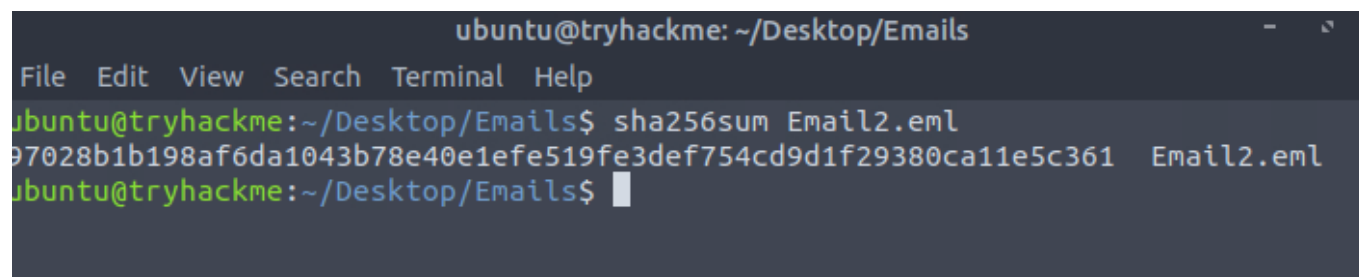 ubuntu@tryhackme: ~/Desktop/Emails
File Edit View Search Terminal Help
ubuntu@tryhackme:~/Desktop/Emails$ sha256sum Email2.eml
97028b1b198af6da1043b78e40e1efe519fe3def754cd9d1f29380ca11e5c361 Email2.eml
ubuntu@tryhackme:~/Desktop/Emails$